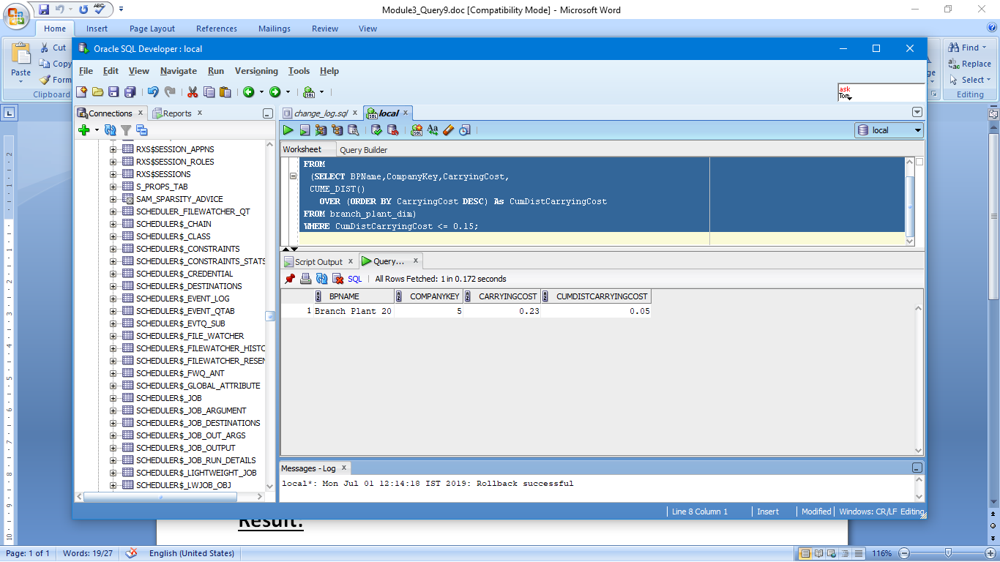 Module3_Query9.doc [Compatibility Mode] - Microsoft Word
Home Insert Page Layout References Mailings Review View
Paste
Cut
Copy
Form
Clipboard
Find
Replace
Select
Editing
Oracle SQL Developer : local
File Edit View Navigate Run Versioning Tools Help
ask
Tom
Connections x Reports x
change_log.sql x local x
local
Worksheet Query Builder
RXS$SESSION_APPNS
RXS$SESSION_ROLES
RXS$SESSIONS
S_PROPS_TAB
SAM_SPARSITY_ADVICE
SCHEDULER_FILEWATCHER_QT
SCHEDULER$_CHAIN
SCHEDULER$_CLASS
SCHEDULER$_CONSTRAINTS
SCHEDULER$_CONSTRAINTS_STATS
SCHEDULER$_CREDENTIAL
SCHEDULER$_DESTINATIONS
SCHEDULER$_EVENT_LOG
SCHEDULER$_EVENT_QTAB
SCHEDULER$_EVTQ_SUB
SCHEDULER$_FILE_WATCHER
SCHEDULER$_FILEWATCHER_HISTO
SCHEDULER$_FILEWATCHER_RESEN
SCHEDULER$_FWQ_ANT
SCHEDULER$_GLOBAL_ATTRIBUTE
SCHEDULER$_JOB
SCHEDULER$_JOB_ARGUMENT
SCHEDULER$_JOB_DESTINATIONS
SCHEDULER$_JOB_OUT_ARGS
SCHEDULER$_JOB_OUTPUT
SCHEDULER$_JOB_RUN_DETAILS
SCHEDULER$_LIGHTWEIGHT_JOB
SCHEDULER$_LWJOB_OBJ
FROM
(SELECT BPName,CompanyKey,CarryingCost,
CUME_DIST()
OVER (ORDER BY CarryingCost DESC) As CumDistCarryingCost
FROM branch_plant_dim)
WHERE CumDistCarryingCost <= 0.15;
Script Output x Query... x
SQL | All Rows Fetched: 1 in 0.172 seconds
BPNAME COMPANYKEY CARRYINGCOST CUMDISTCARRYINGCOST
1 Branch Plant 20 5 0.23 0.05
Messages - Log x
local*: Mon Jul 01 12:14:18 IST 2019: Rollback successful
Line 8 Column 1 Insert Modified Windows: CR/LF Editing
Result:
Page: 1 of 1 Words: 19/27 English (United States) 116%